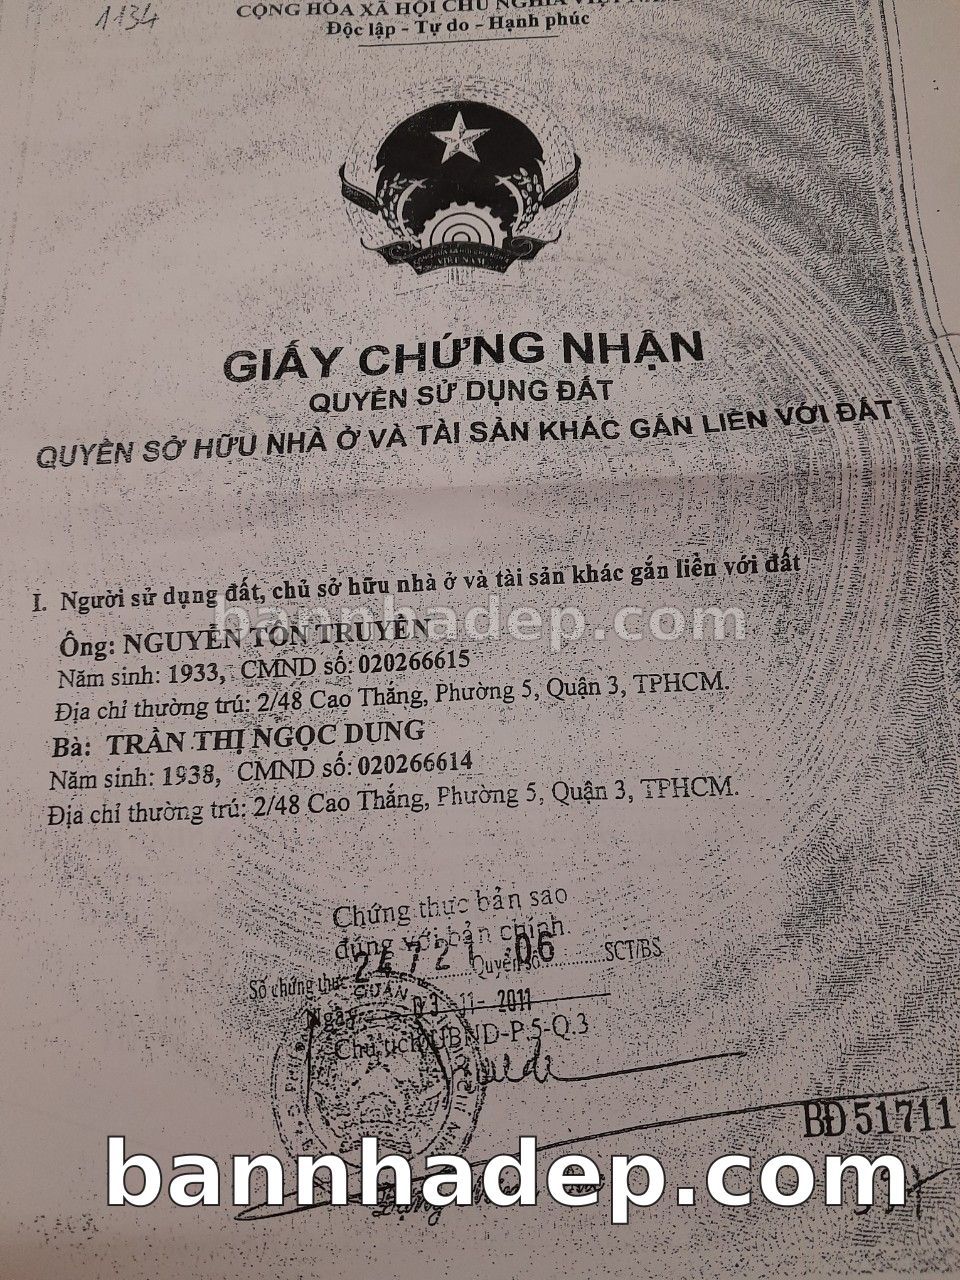 1134
CỘNG HÒA XÃ HỘI CHỦ NGHĨA
Độc lập - Tự do - Hạnh phúc
VIỆT NAM
GIẤY CHỨNG NHẬN
QUYỀN SỬ DỤNG ĐẤT
QUYỀN SỞ HỮU NHÀ Ở VÀ TÀI SẢN KHÁC GẮN LIỀN VỚI ĐẤT
I. Người sử dụng đất, chủ sở hữu nhà ở và tài sản khác gắn liền với đất
bannhadep.com
Ông: NGUYỄN TÔN TRUYỀN
Năm sinh: 1933, CMND số: 020266615
Địa chỉ thường trú: 2/48 Cao Thắng, Phường 5, Quận 3, TPHCM.
Bà: TRẦN THỊ NGỌC DUNG
Năm sinh: 1938, CMND số: 020266614
Địa chỉ thường trú: 2/48 Cao Thắng, Phường 5, Quận 3, TPHCM.
Chứng thực bản sao
đúng với bản chính
Số chứng thực Quyển số 06 SCT/BS
Ngày 03 -11- 2011
Chủ tịch UBND-P.5-Q.3
BĐ 51711
bannhadep.com